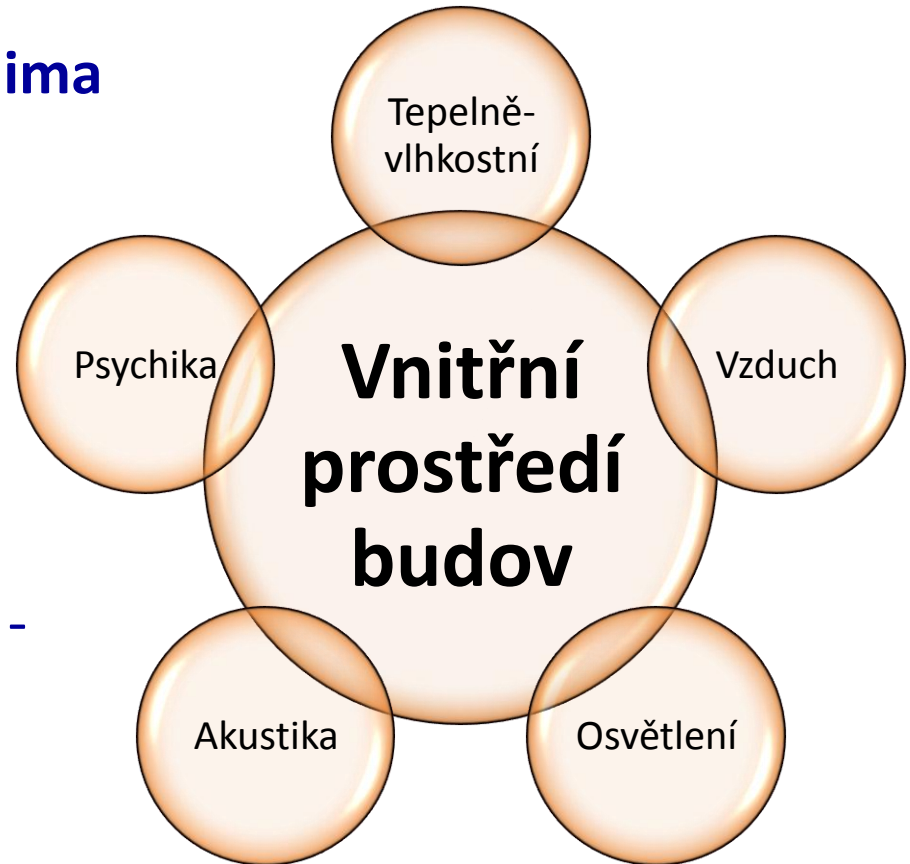 ima
Tepelně-
vlhkostní
Psychika
Vnitřní
prostředí
budov
Vzduch
-
Akustika
Osvětlení